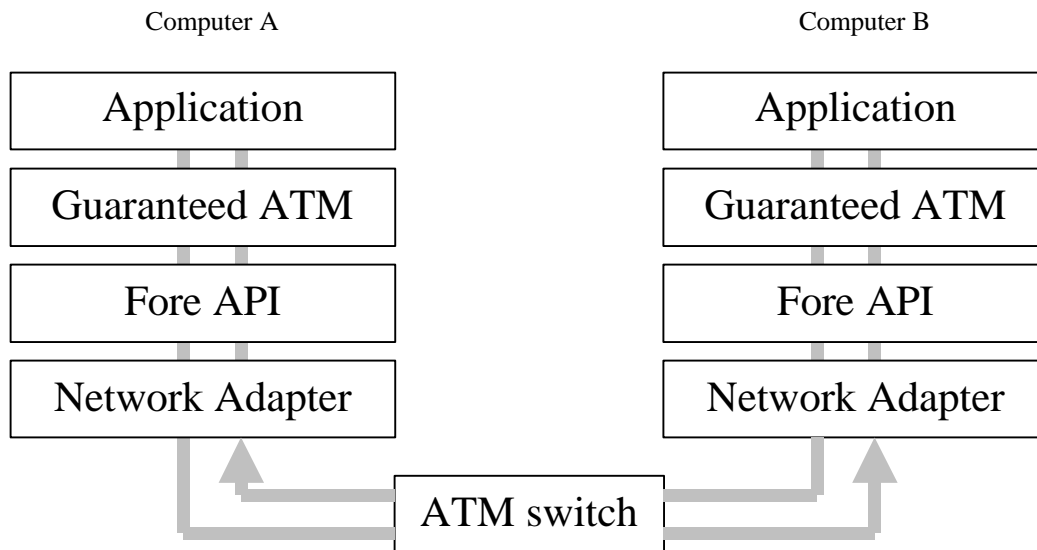 Computer A
Computer B
Application
Application
Guaranteed ATM
Guaranteed ATM
Fore API
Fore API
Network Adapter
Network Adapter
ATM switch